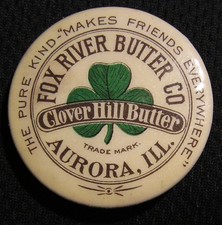 THE PURE KIND - "MAKES FRIENDS EVERYWHERE"
FOX RIVER BUTTER CO
Clover Hill Butter
TRADE MARK.
AURORA, ILL.